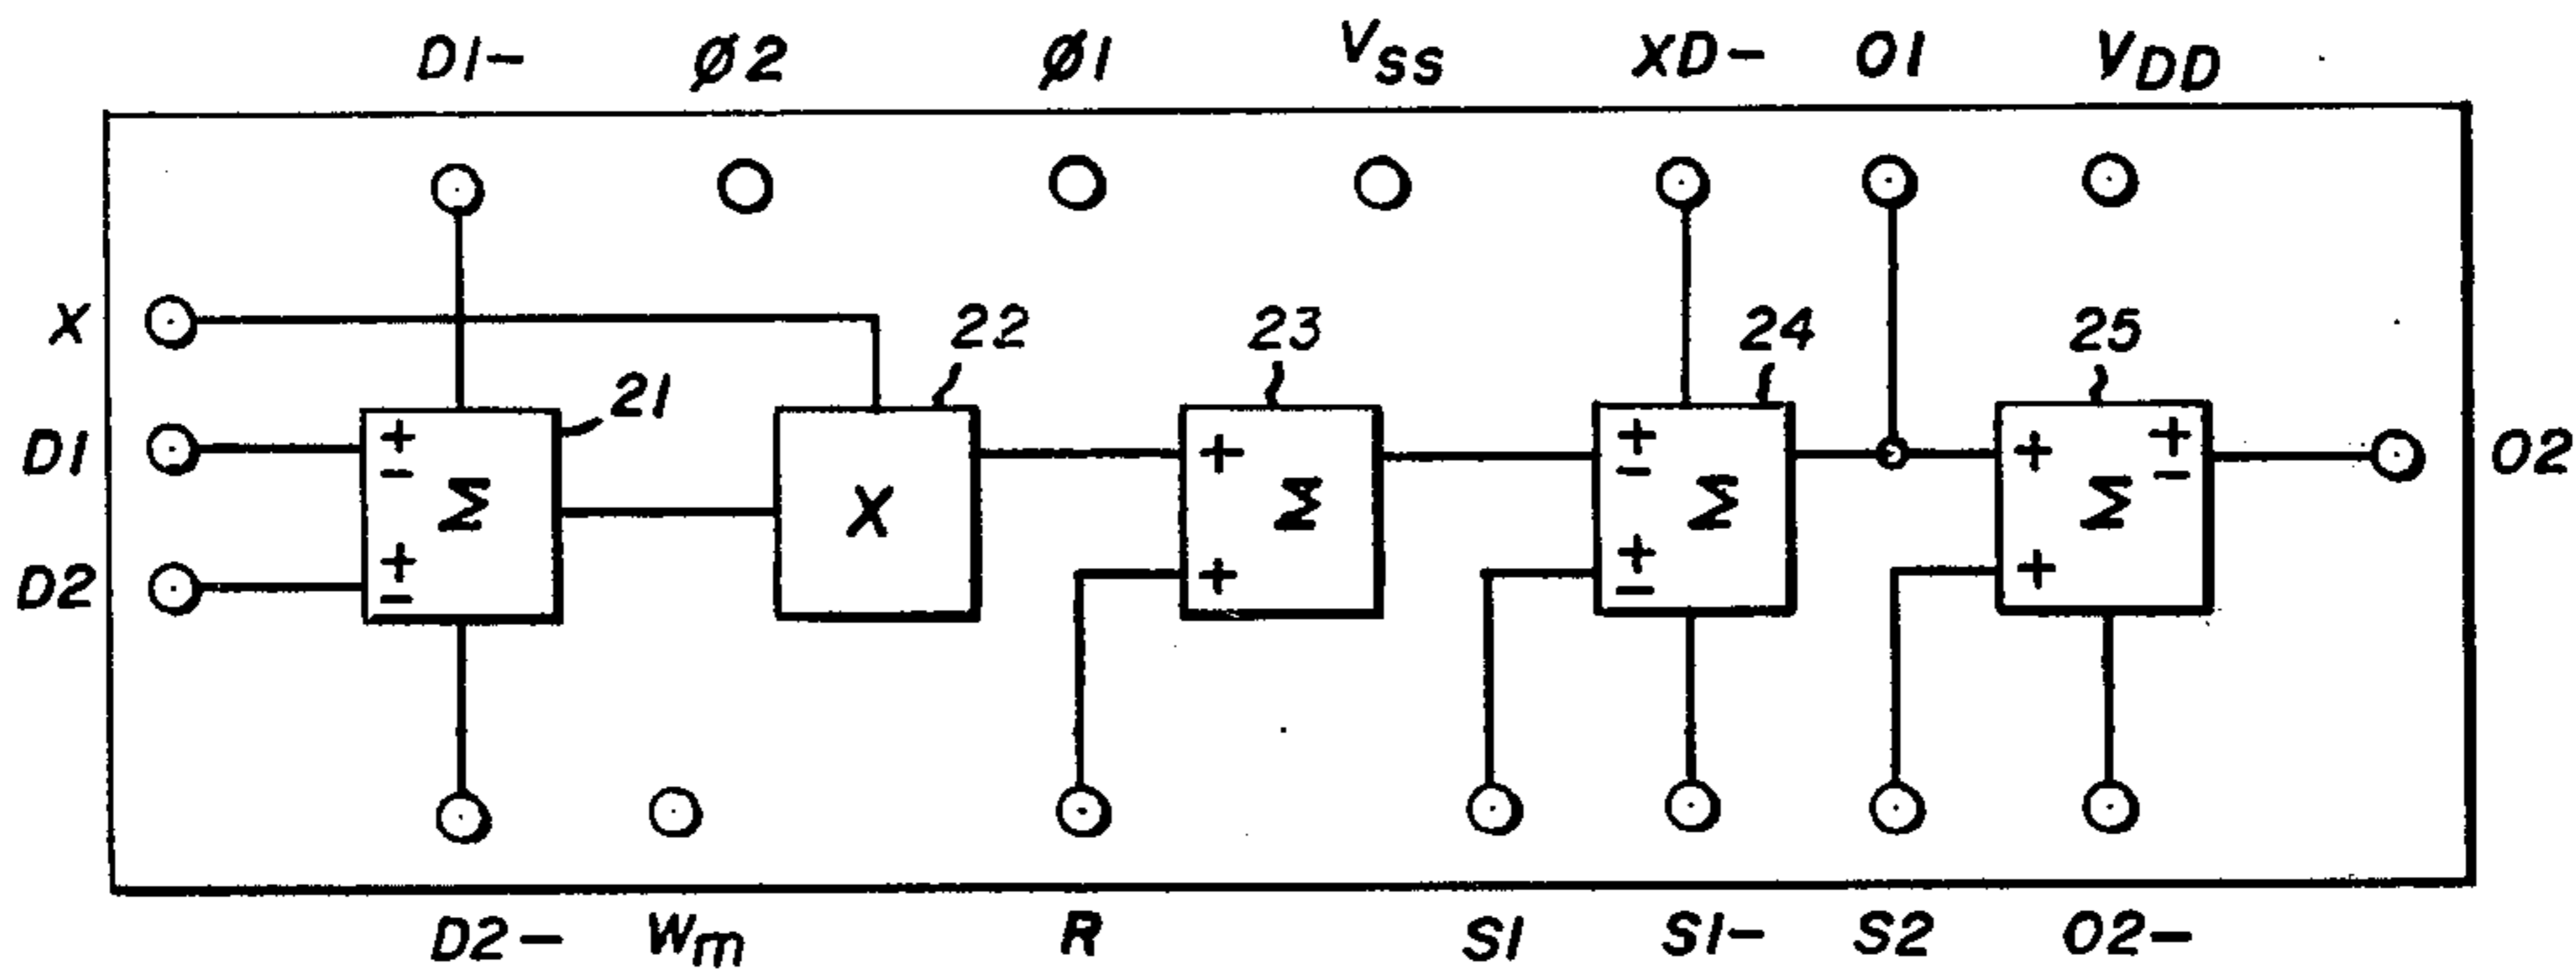 D1- Ø2 Ø1 VSS XD- O1 VDD
X 22 23 24 25
21
D1 + - + + - + + - O2
Σ X Σ Σ Σ
D2 + - + + - +
D2- Wm R S1 S1- S2 O2-